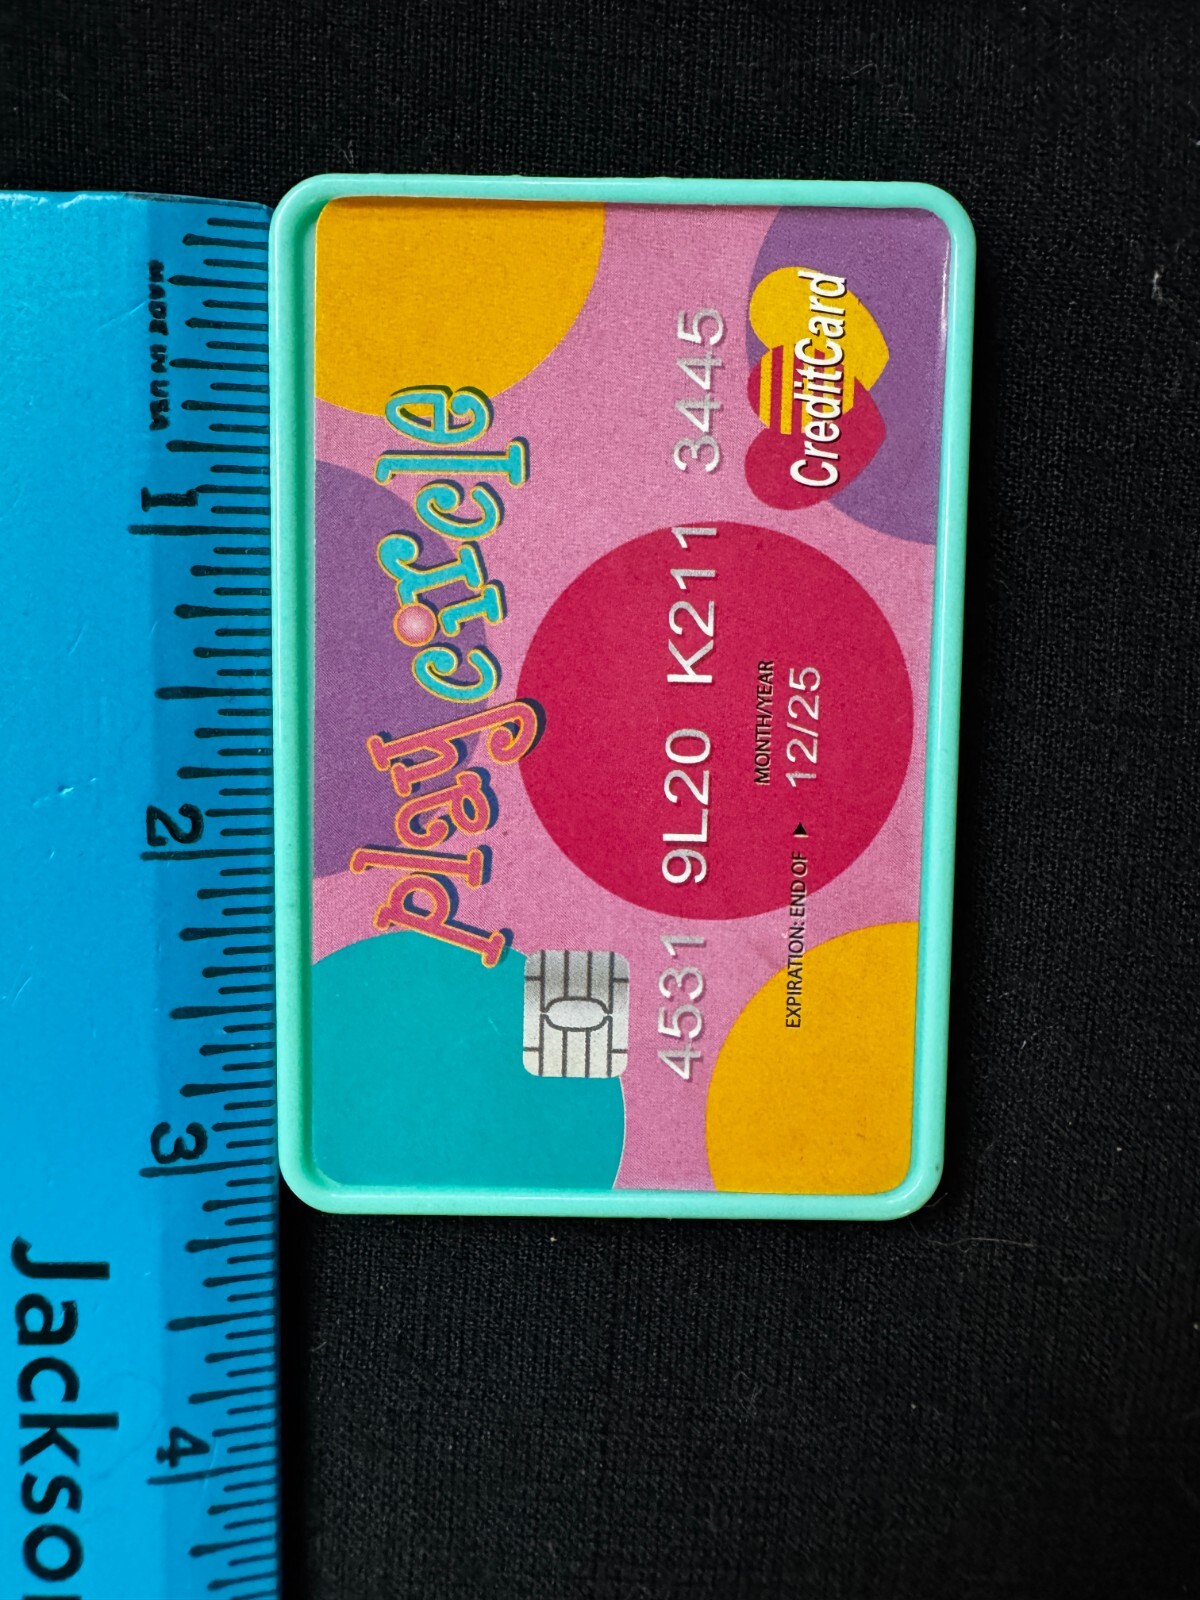 play circle
4531 9L20 K211 3445
MONTH/YEAR
EXPIRATION: END OF ▶ 12/25
CreditCard
MADE IN USA
1
2
3
4